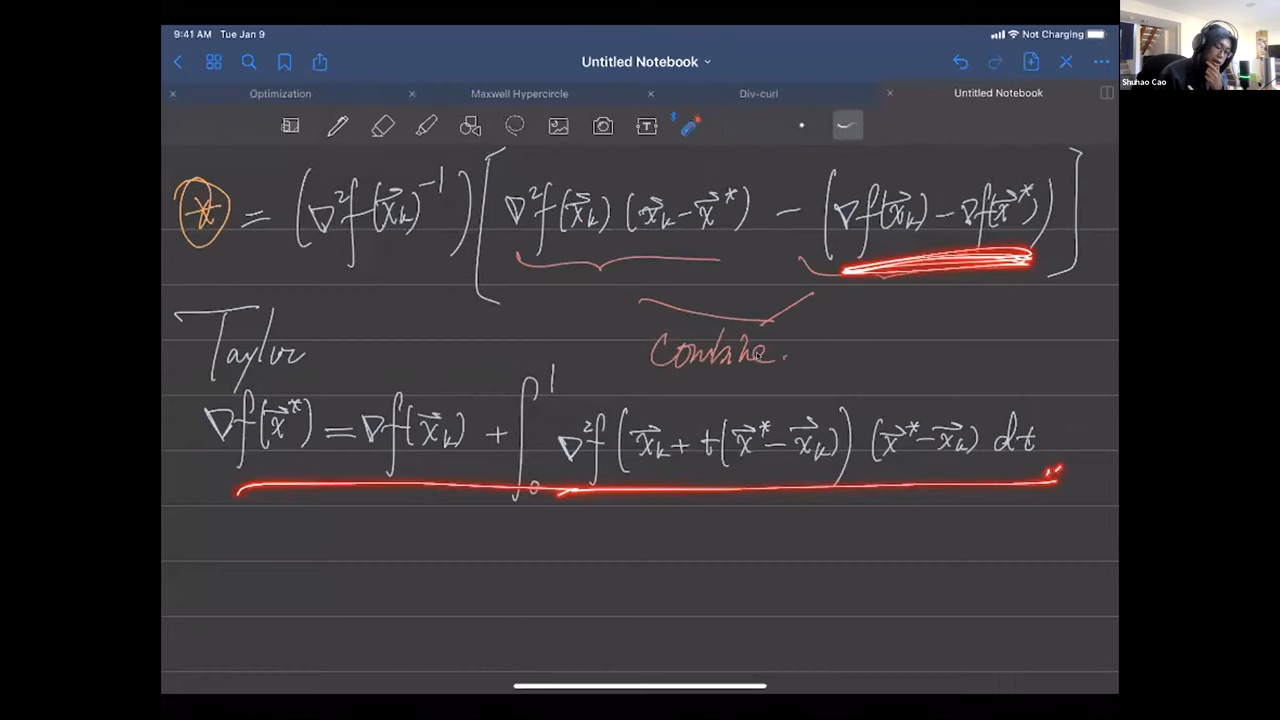 9:41 AM Tue Jan 9
Not Charging
Untitled Notebook
Shuhao Cao
Optimization
Maxwell Hypercircle
Div-curl
Untitled Notebook
(*) = (∇²f(x⃗ₖ)⁻¹) [ ∇²f(x⃗ₖ) (x⃗ₖ − x⃗*) − (∇f(x⃗ₖ) − ∇f(x⃗*)) ]
Combine.
Taylor
∇f(x⃗*) = ∇f(x⃗ₖ) + ∫₀¹ ∇²f(x⃗ₖ + t(x⃗* − x⃗ₖ)) (x⃗* − x⃗ₖ) dt